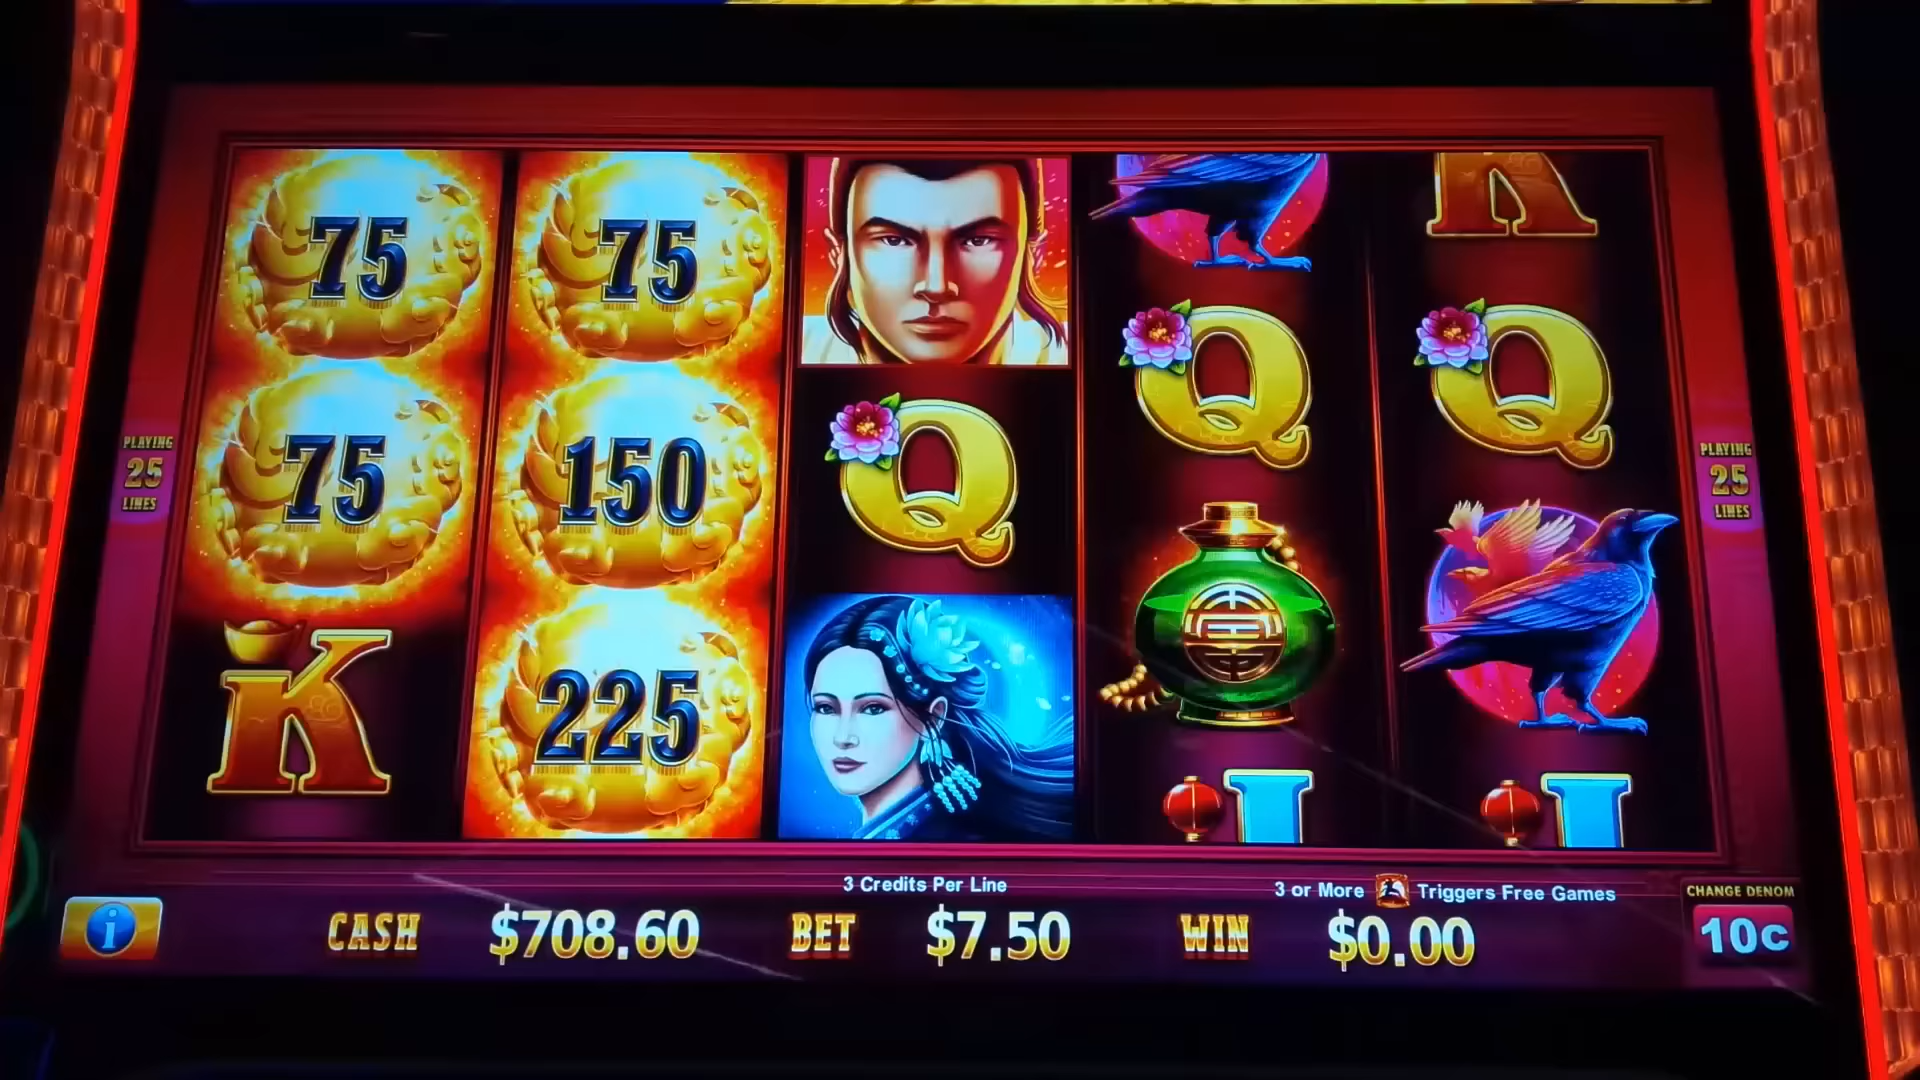 75 75 K
Q Q
75 150 Q
K 225
J J
PLAYING
25
LINES
PLAYING
25
LINES
3 Credits Per Line
3 or More Triggers Free Games
CASH $708.60 BET $7.50 WIN $0.00
CHANGE DENOM
10c
i